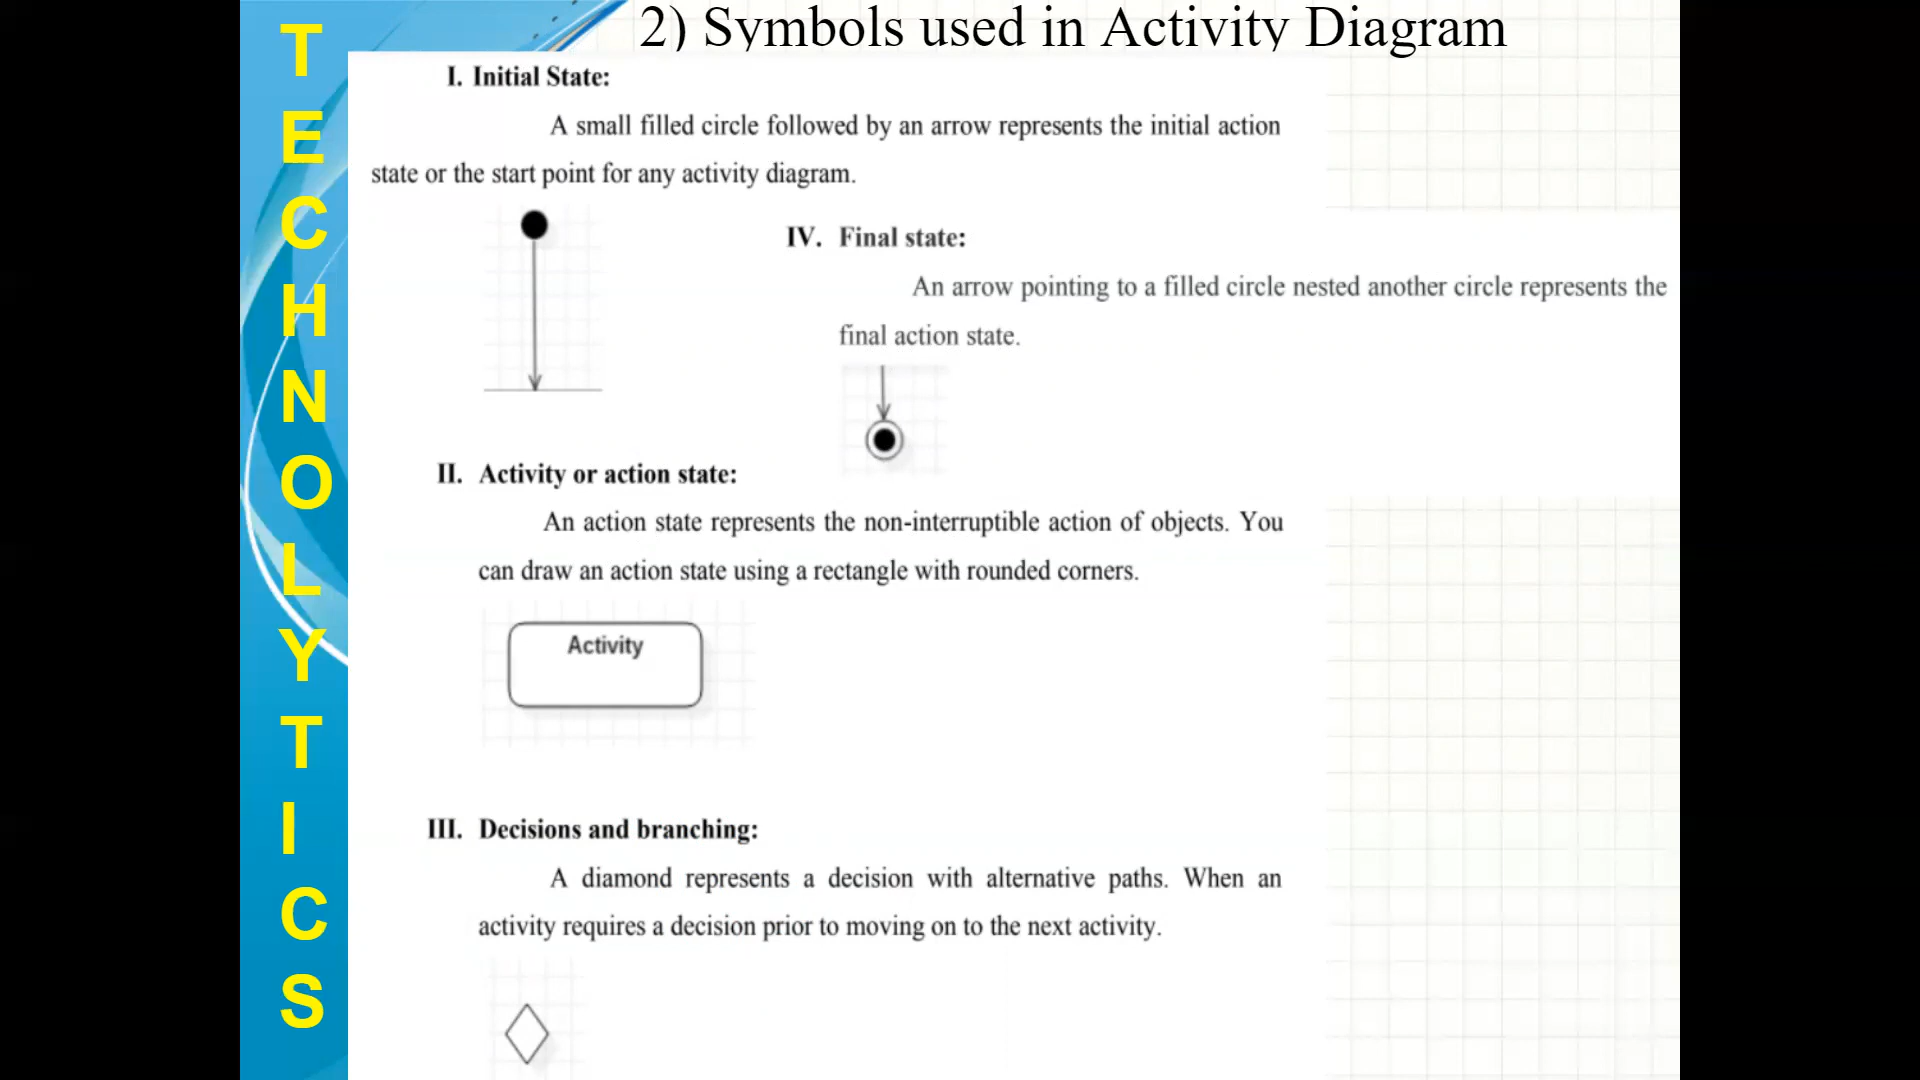 TECHNOLYTICS
2) Symbols used in Activity Diagram
I. Initial State:
A small filled circle followed by an arrow represents the initial action
state or the start point for any activity diagram.
IV. Final state:
An arrow pointing to a filled circle nested another circle represents the
final action state.
II. Activity or action state:
An action state represents the non-interruptible action of objects. You
can draw an action state using a rectangle with rounded corners.
Activity
III. Decisions and branching:
A diamond represents a decision with alternative paths. When an
activity requires a decision prior to moving on to the next activity.